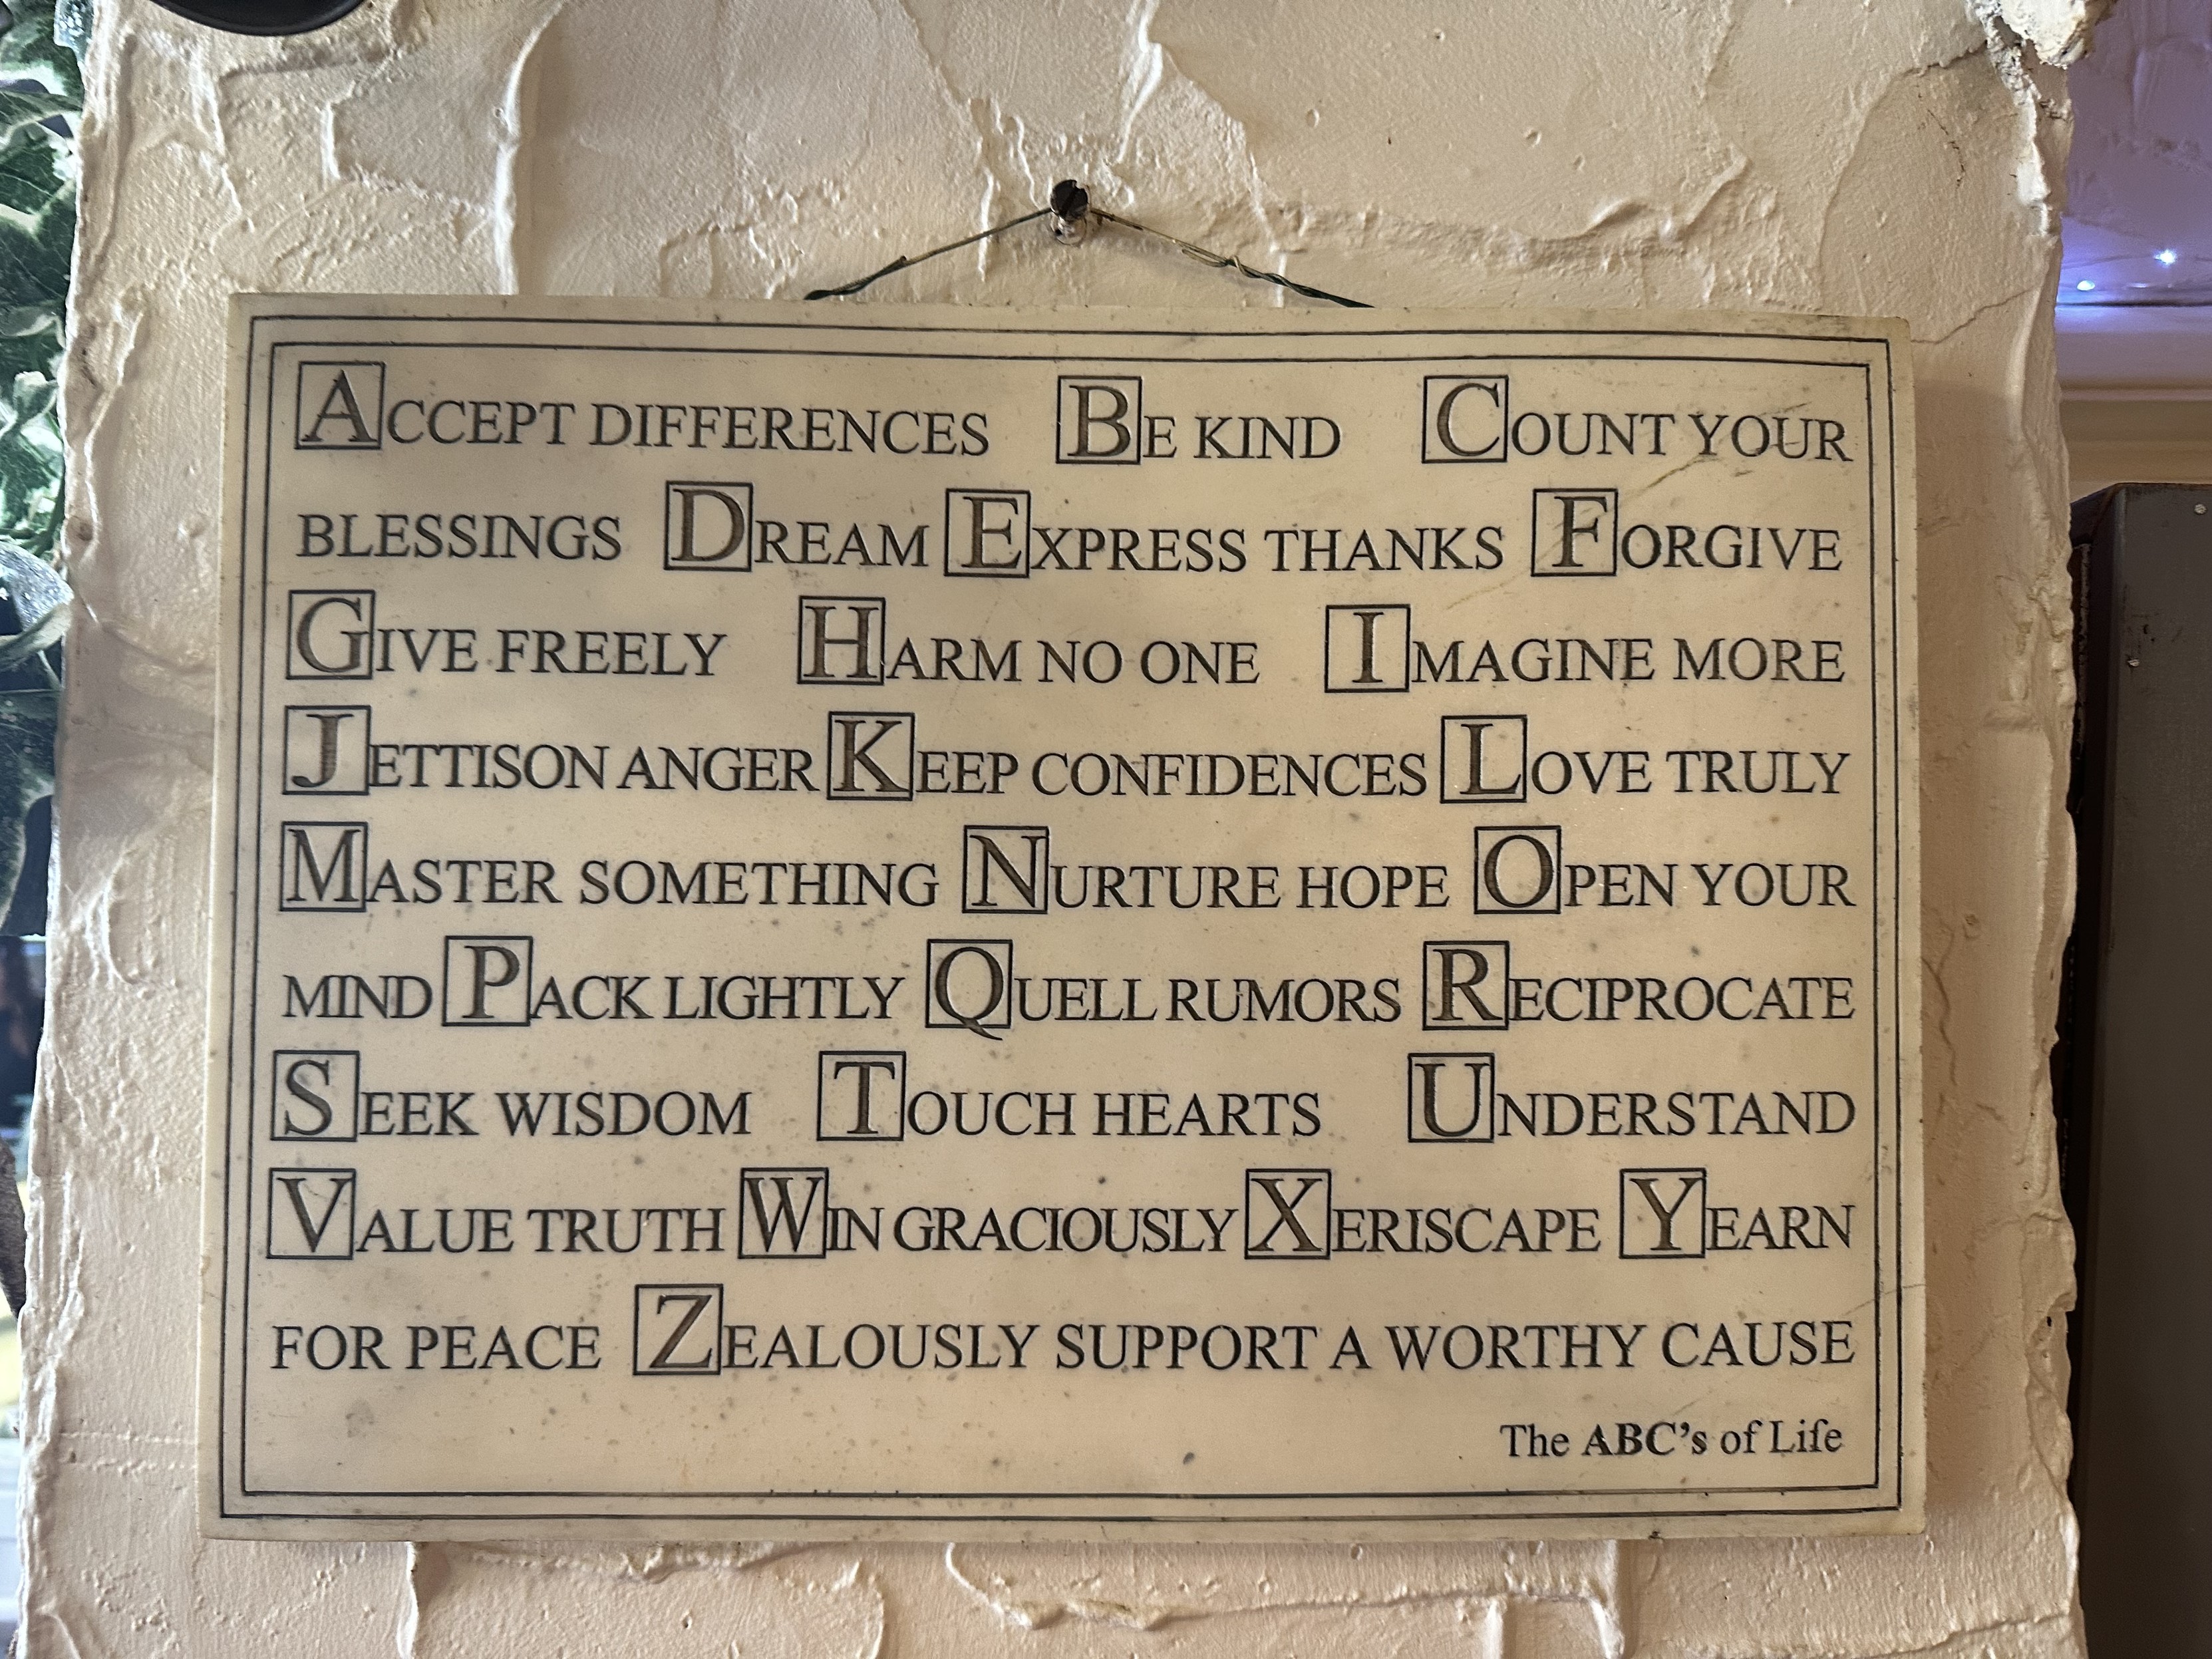 ACCEPT DIFFERENCES BE KIND COUNT YOUR
BLESSINGS DREAM EXPRESS THANKS FORGIVE
GIVE FREELY HARM NO ONE IMAGINE MORE
JETTISON ANGER KEEP CONFIDENCES LOVE TRULY
MASTER SOMETHING NURTURE HOPE OPEN YOUR
MIND PACK LIGHTLY QUELL RUMORS RECIPROCATE
SEEK WISDOM TOUCH HEARTS UNDERSTAND
VALUE TRUTH WIN GRACIOUSLY XERISCAPE YEARN
FOR PEACE ZEALOUSLY SUPPORT A WORTHY CAUSE
The ABC's of Life